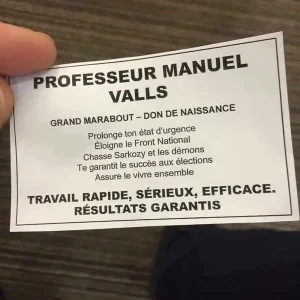 PROFESSEUR MANUEL
VALLS
GRAND MARABOUT – DON DE NAISSANCE
Prolonge ton état d'urgence
Éloigne le Front National
Chasse Sarkozy et les démons
Te garantit le succès aux élections
Assure le vivre ensemble
TRAVAIL RAPIDE, SÉRIEUX, EFFICACE.
RÉSULTATS GARANTIS